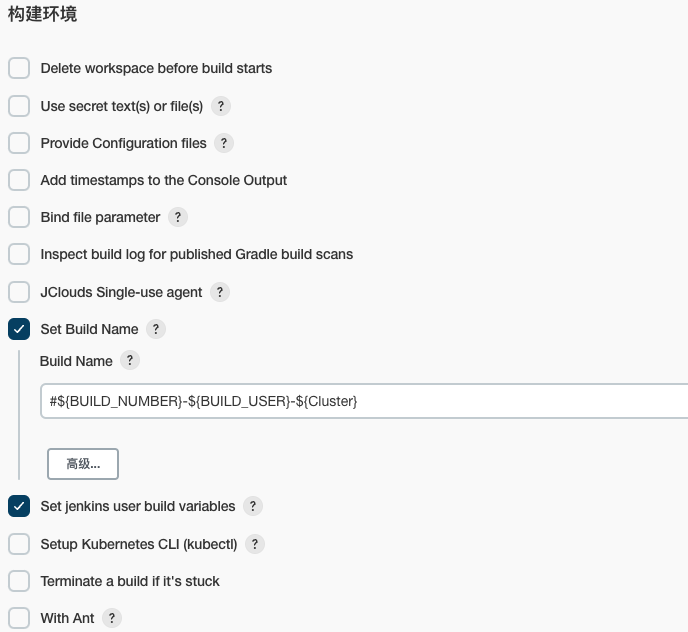 构建环境
Delete workspace before build starts
Use secret text(s) or file(s) ?
Provide Configuration files ?
Add timestamps to the Console Output
Bind file parameter ?
Inspect build log for published Gradle build scans
JClouds Single-use agent ?
Set Build Name ?
Build Name ?
#${BUILD_NUMBER}-${BUILD_USER}-${Cluster}
高级...
Set jenkins user build variables ?
Setup Kubernetes CLI (kubectl) ?
Terminate a build if it's stuck
With Ant ?